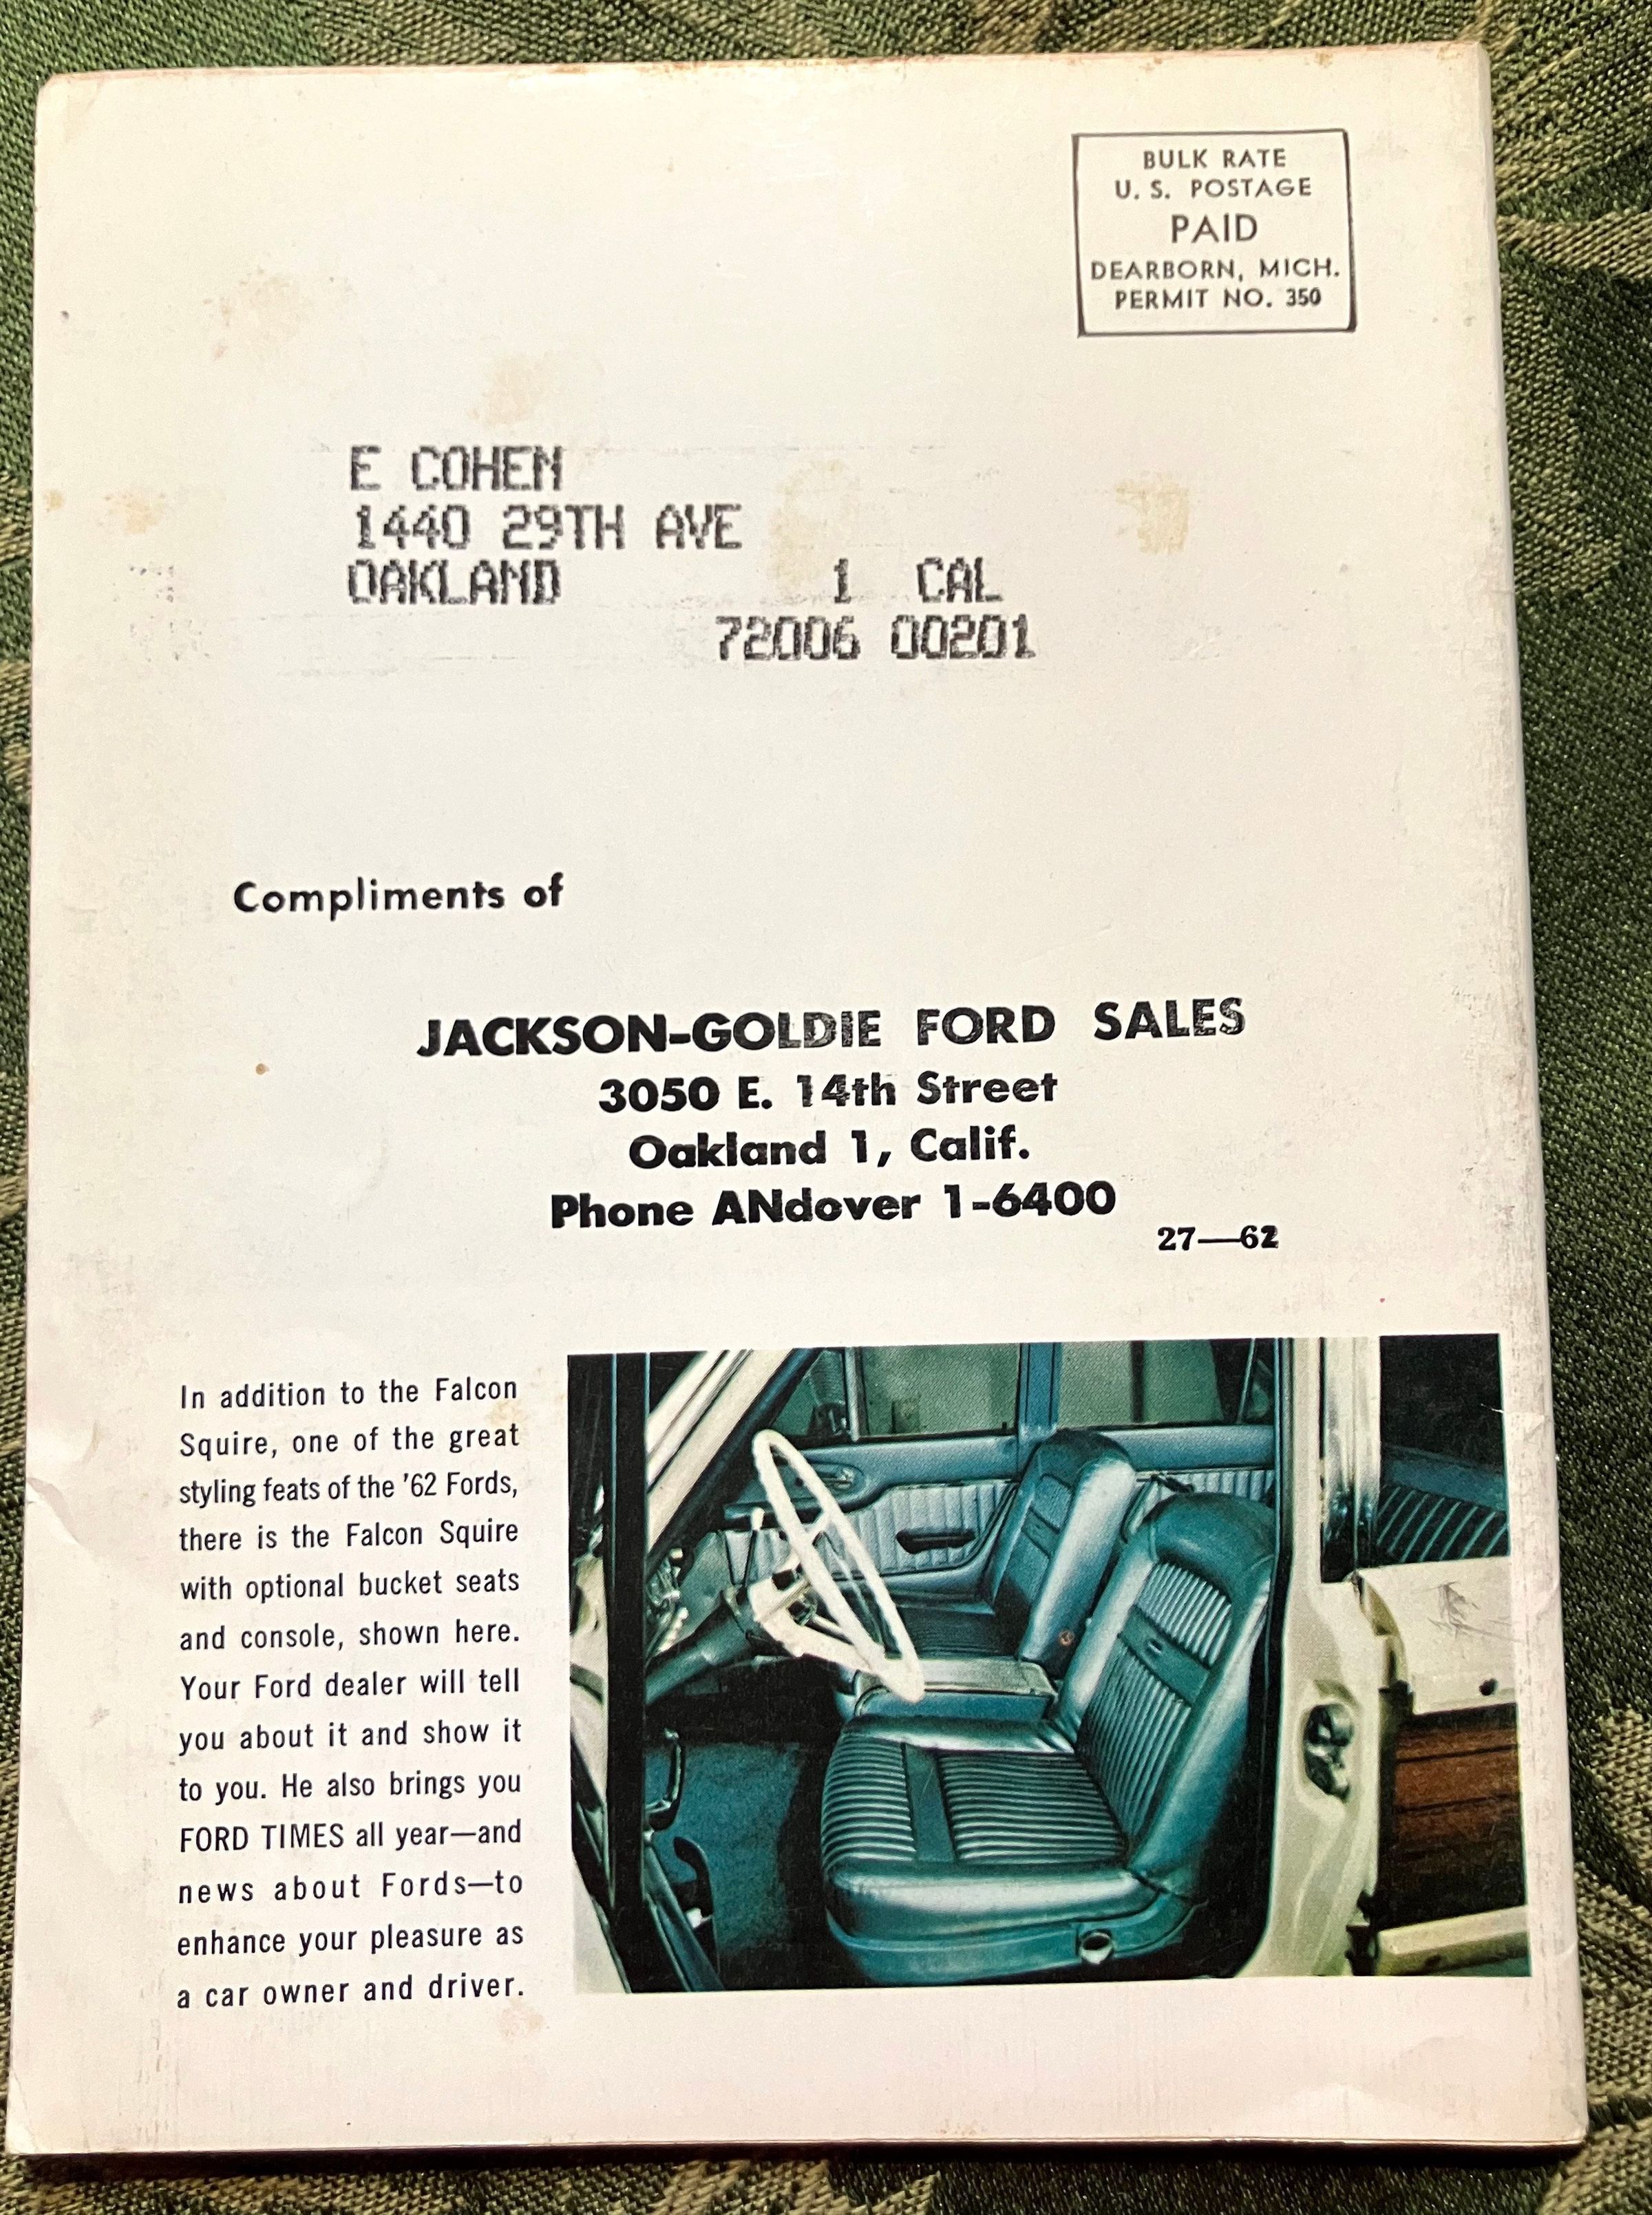 BULK RATE
U. S. POSTAGE
PAID
DEARBORN, MICH.
PERMIT NO. 350
E COHEN
1440 29TH AVE
OAKLAND 1 CAL
72006 00201
Compliments of
JACKSON-GOLDIE FORD SALES
3050 E. 14th Street
Oakland 1, Calif.
Phone ANdover 1-6400
27—62
In addition to the Falcon
Squire, one of the great
styling feats of the '62 Fords,
there is the Falcon Squire
with optional bucket seats
and console, shown here.
Your Ford dealer will tell
you about it and show it
to you. He also brings you
FORD TIMES all year—and
news about Fords—to
enhance your pleasure as
a car owner and driver.